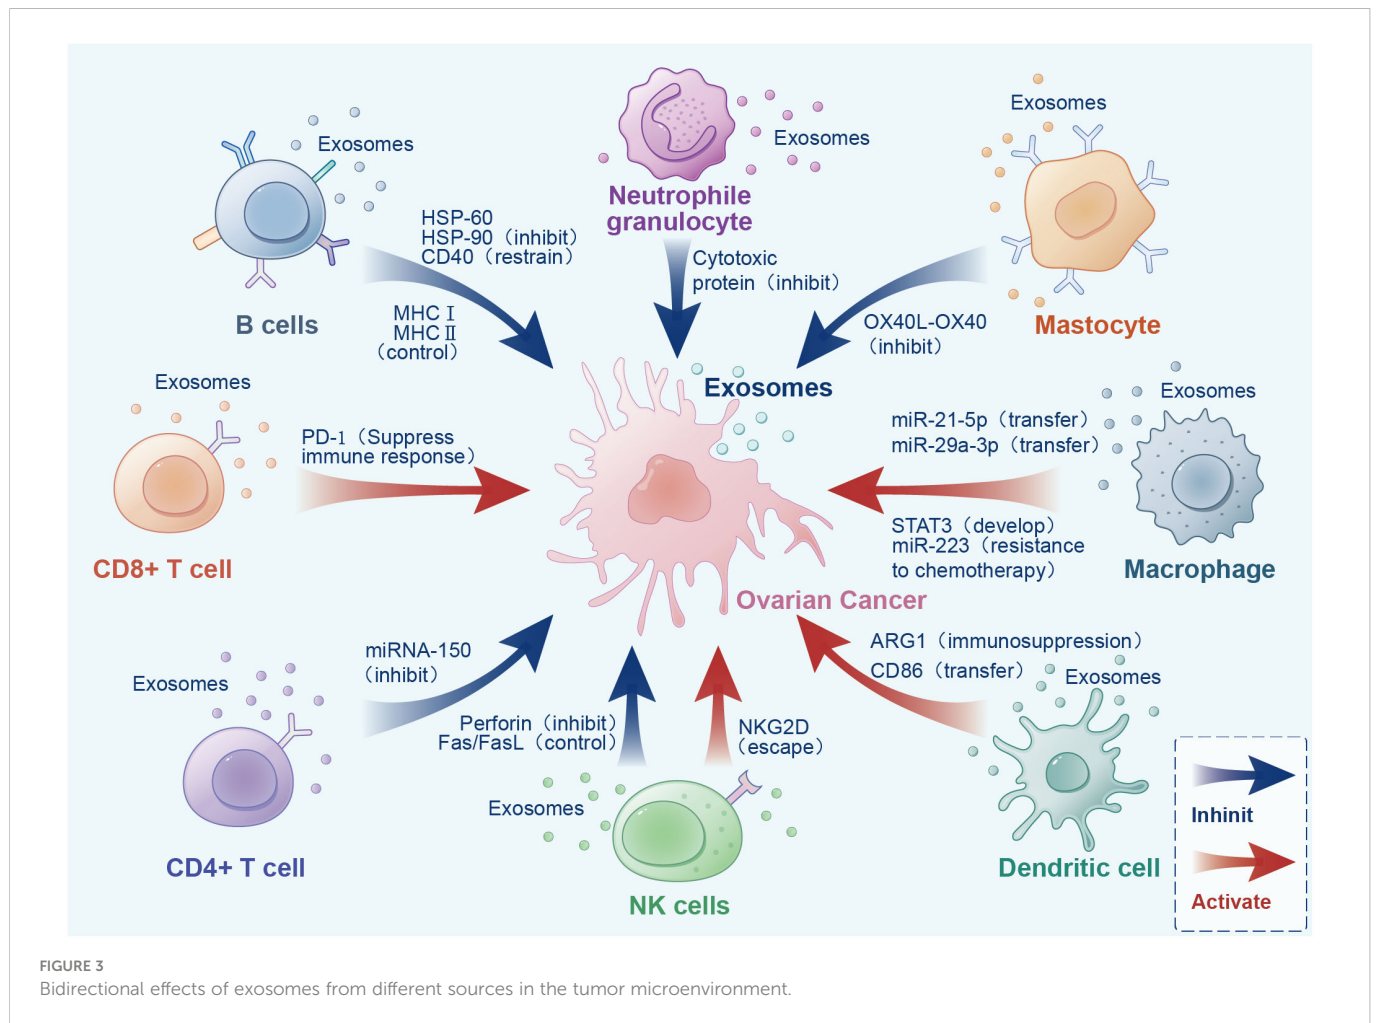 Exosomes
B cells
HSP-60
HSP-90（inhibit）
CD40（restrain）
MHC Ⅰ
MHC Ⅱ
（control）
Neutrophile
granulocyte
Exosomes
Cytotoxic
protein（inhibit）
Exosomes
Mastocyte
OX40L-OX40
（inhibit）
Exosomes
CD8+ T cell
PD-1（Suppress
immune response）
Exosomes
Ovarian Cancer
Exosomes
Macrophage
miR-21-5p（transfer）
miR-29a-3p（transfer）
STAT3（develop）
miR-223（resistance
to chemotherapy）
miRNA-150
（inhibit）
Exosomes
CD4+ T cell
Perforin（inhibit）
Fas/FasL（control）
NKG2D
（escape）
Exosomes
NK cells
ARG1（immunosuppression）
CD86（transfer）
Exosomes
Dendritic cell
Inhinit
Activate
FIGURE 3
Bidirectional effects of exosomes from different sources in the tumor microenvironment.